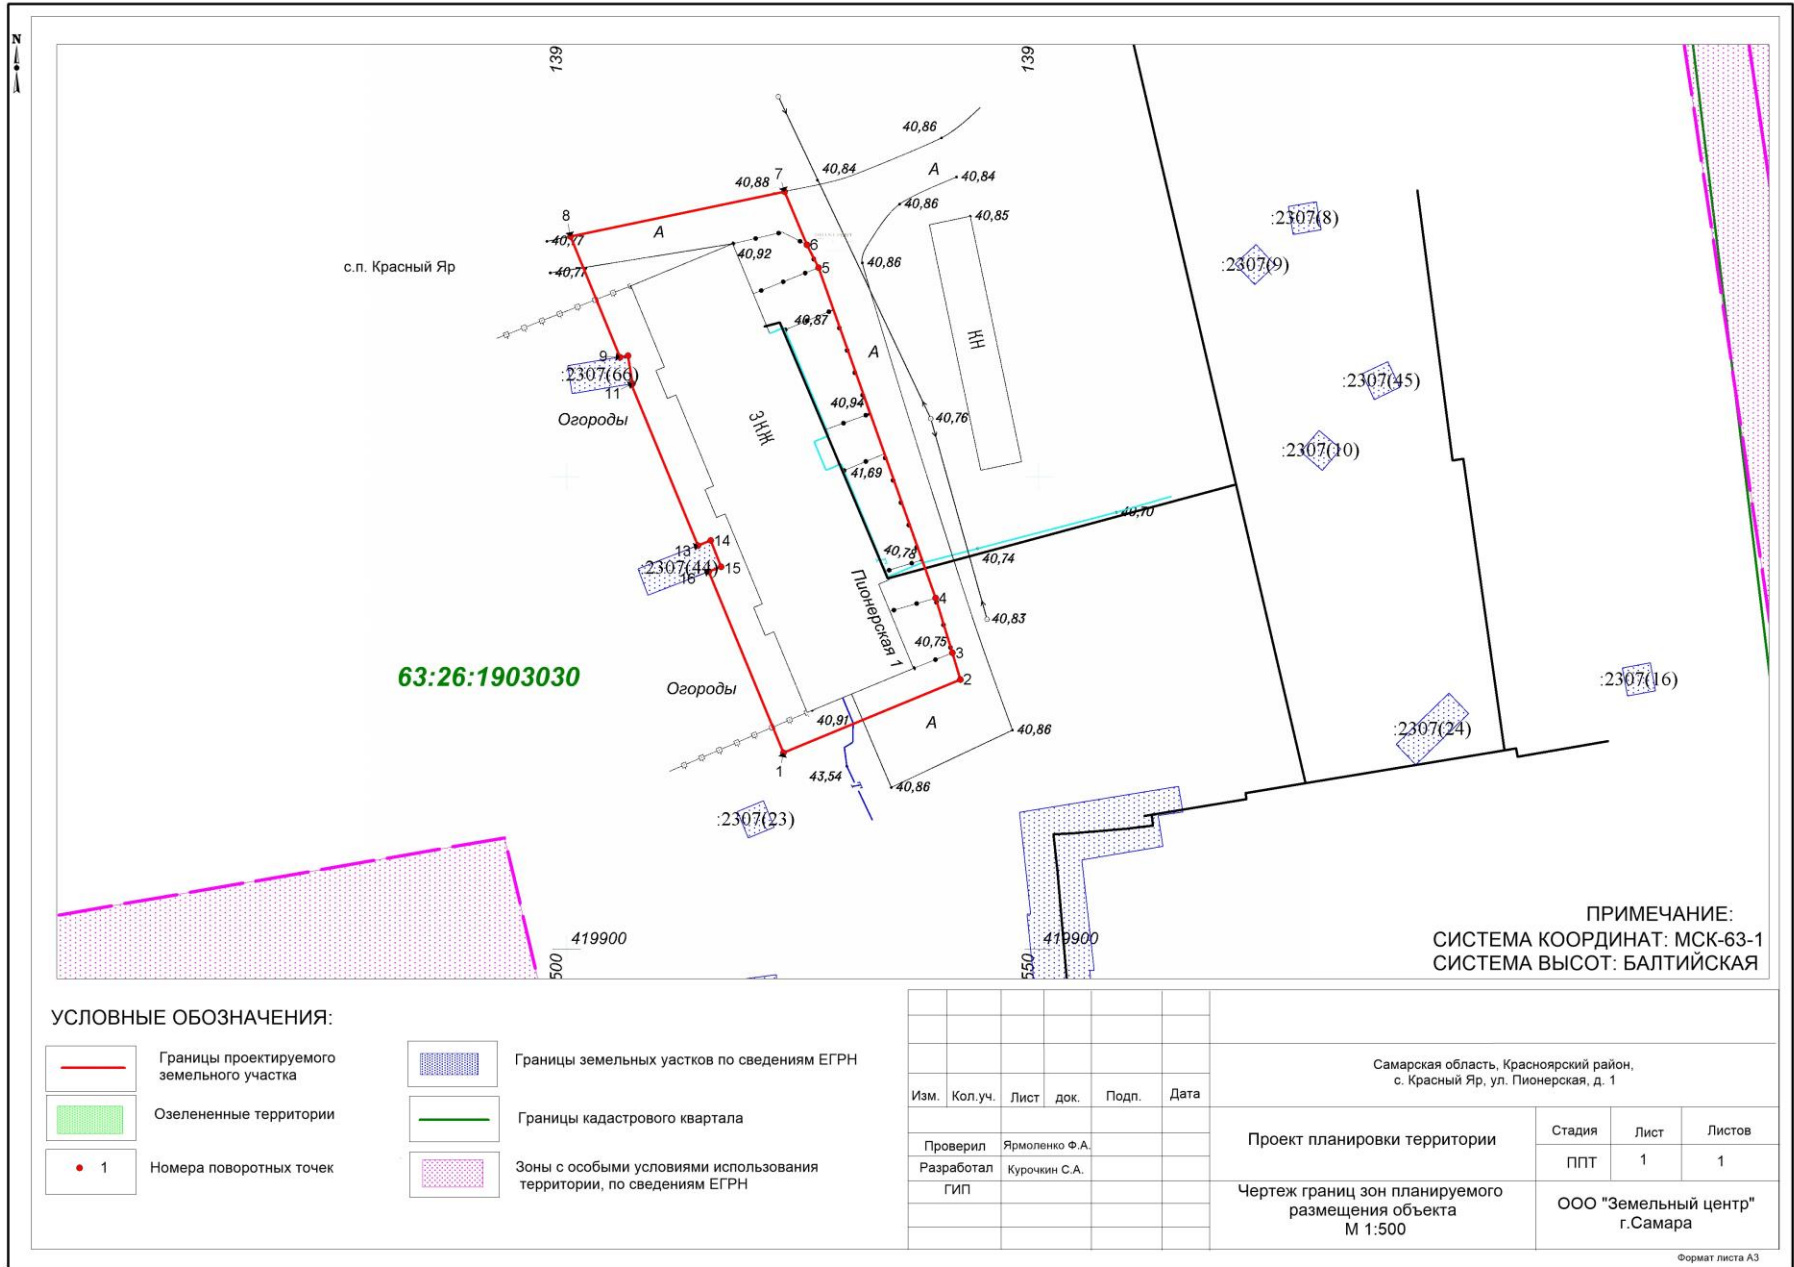 N
139
139
40,86
7
40,88
40,84
А
40,84
8
40,86
40,85
А
40,77
6
40,92
:2307(8)
с.п. Красный Яр
40,77
5
40,86
:2307(9)
40,87
КН
А
9
:2307(66)
11
:2307(45)
40,94
Огороды
3НЖ
40,76
:2307(10)
41,69
40,70
13
14
40,78
40,74
:2307(44)
15
16
Пионерская 1
4
40,83
40,75
3
63:26:1903030
Огороды
2
:2307(16)
40,91
А
40,86
:2307(24)
1
43,54
40,86
:2307(23)
419900
419900
500
550
ПРИМЕЧАНИЕ:
СИСТЕМА КООРДИНАТ: МСК-63-1
СИСТЕМА ВЫСОТ: БАЛТИЙСКАЯ
УСЛОВНЫЕ ОБОЗНАЧЕНИЯ:
Границы проектируемого
земельного участка
Озелененные территории
1
Номера поворотных точек
Границы земельных уастков по сведениям ЕГРН
Границы кадастрового квартала
Зоны с особыми условиями использования
территории, по сведениям ЕГРН
Изм. Кол.уч. Лист док. Подп. Дата
Проверил Ярмоленко Ф.А.
Разработал Курочкин С.А.
ГИП
Самарская область, Красноярский район,
с. Красный Яр, ул. Пионерская, д. 1
Проект планировки территории
Стадия Лист Листов
ППТ 1 1
Чертеж границ зон планируемого
размещения объекта
М 1:500
ООО "Земельный центр"
г.Самара
Формат листа А3